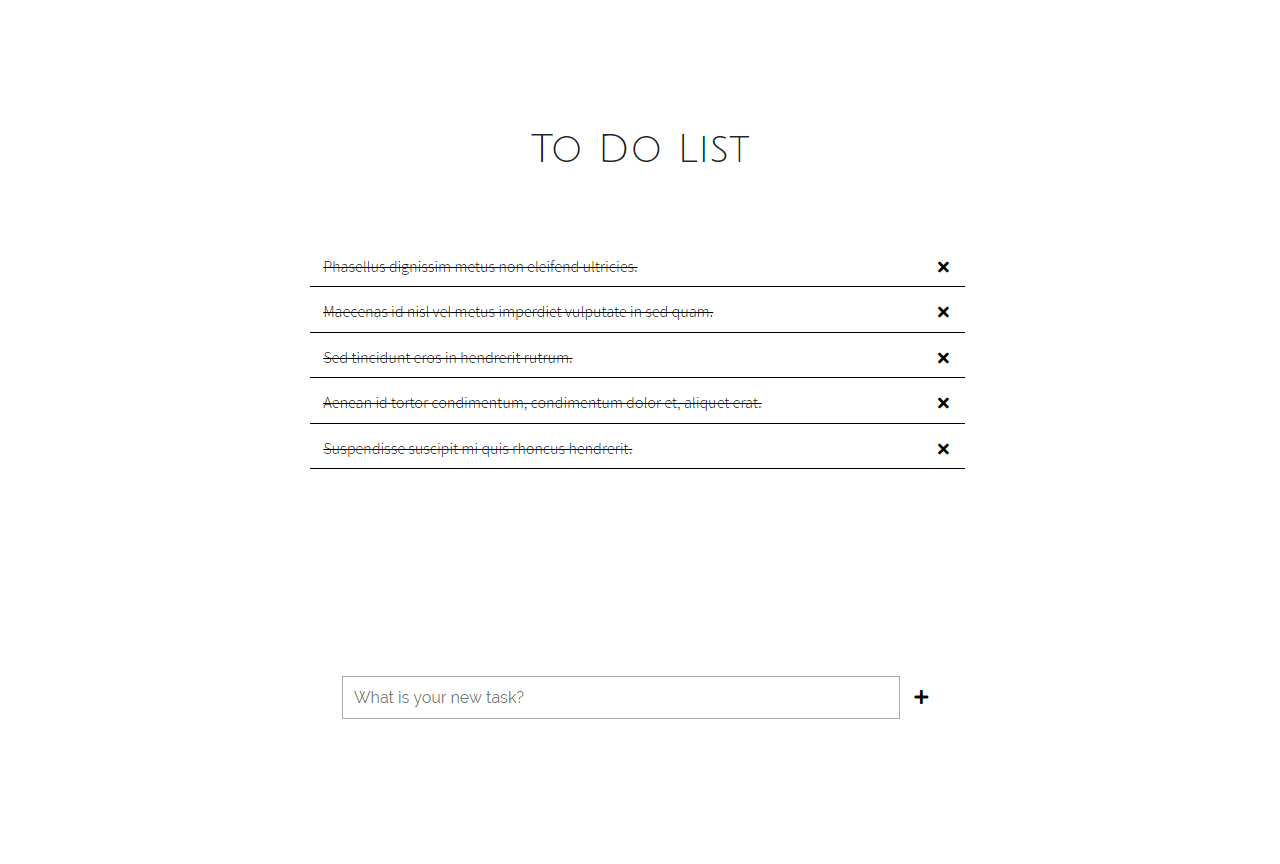 To Do List
Phasellus dignissim metus non eleifend ultricies.
Maecenas id nisl vel metus imperdiet vulputate in sed quam.
Sed tincidunt eros in hendrerit rutrum.
Aenean id tortor condimentum, condimentum dolor et, aliquet erat.
Suspendisse suscipit mi quis rhoncus hendrerit.
What is your new task?